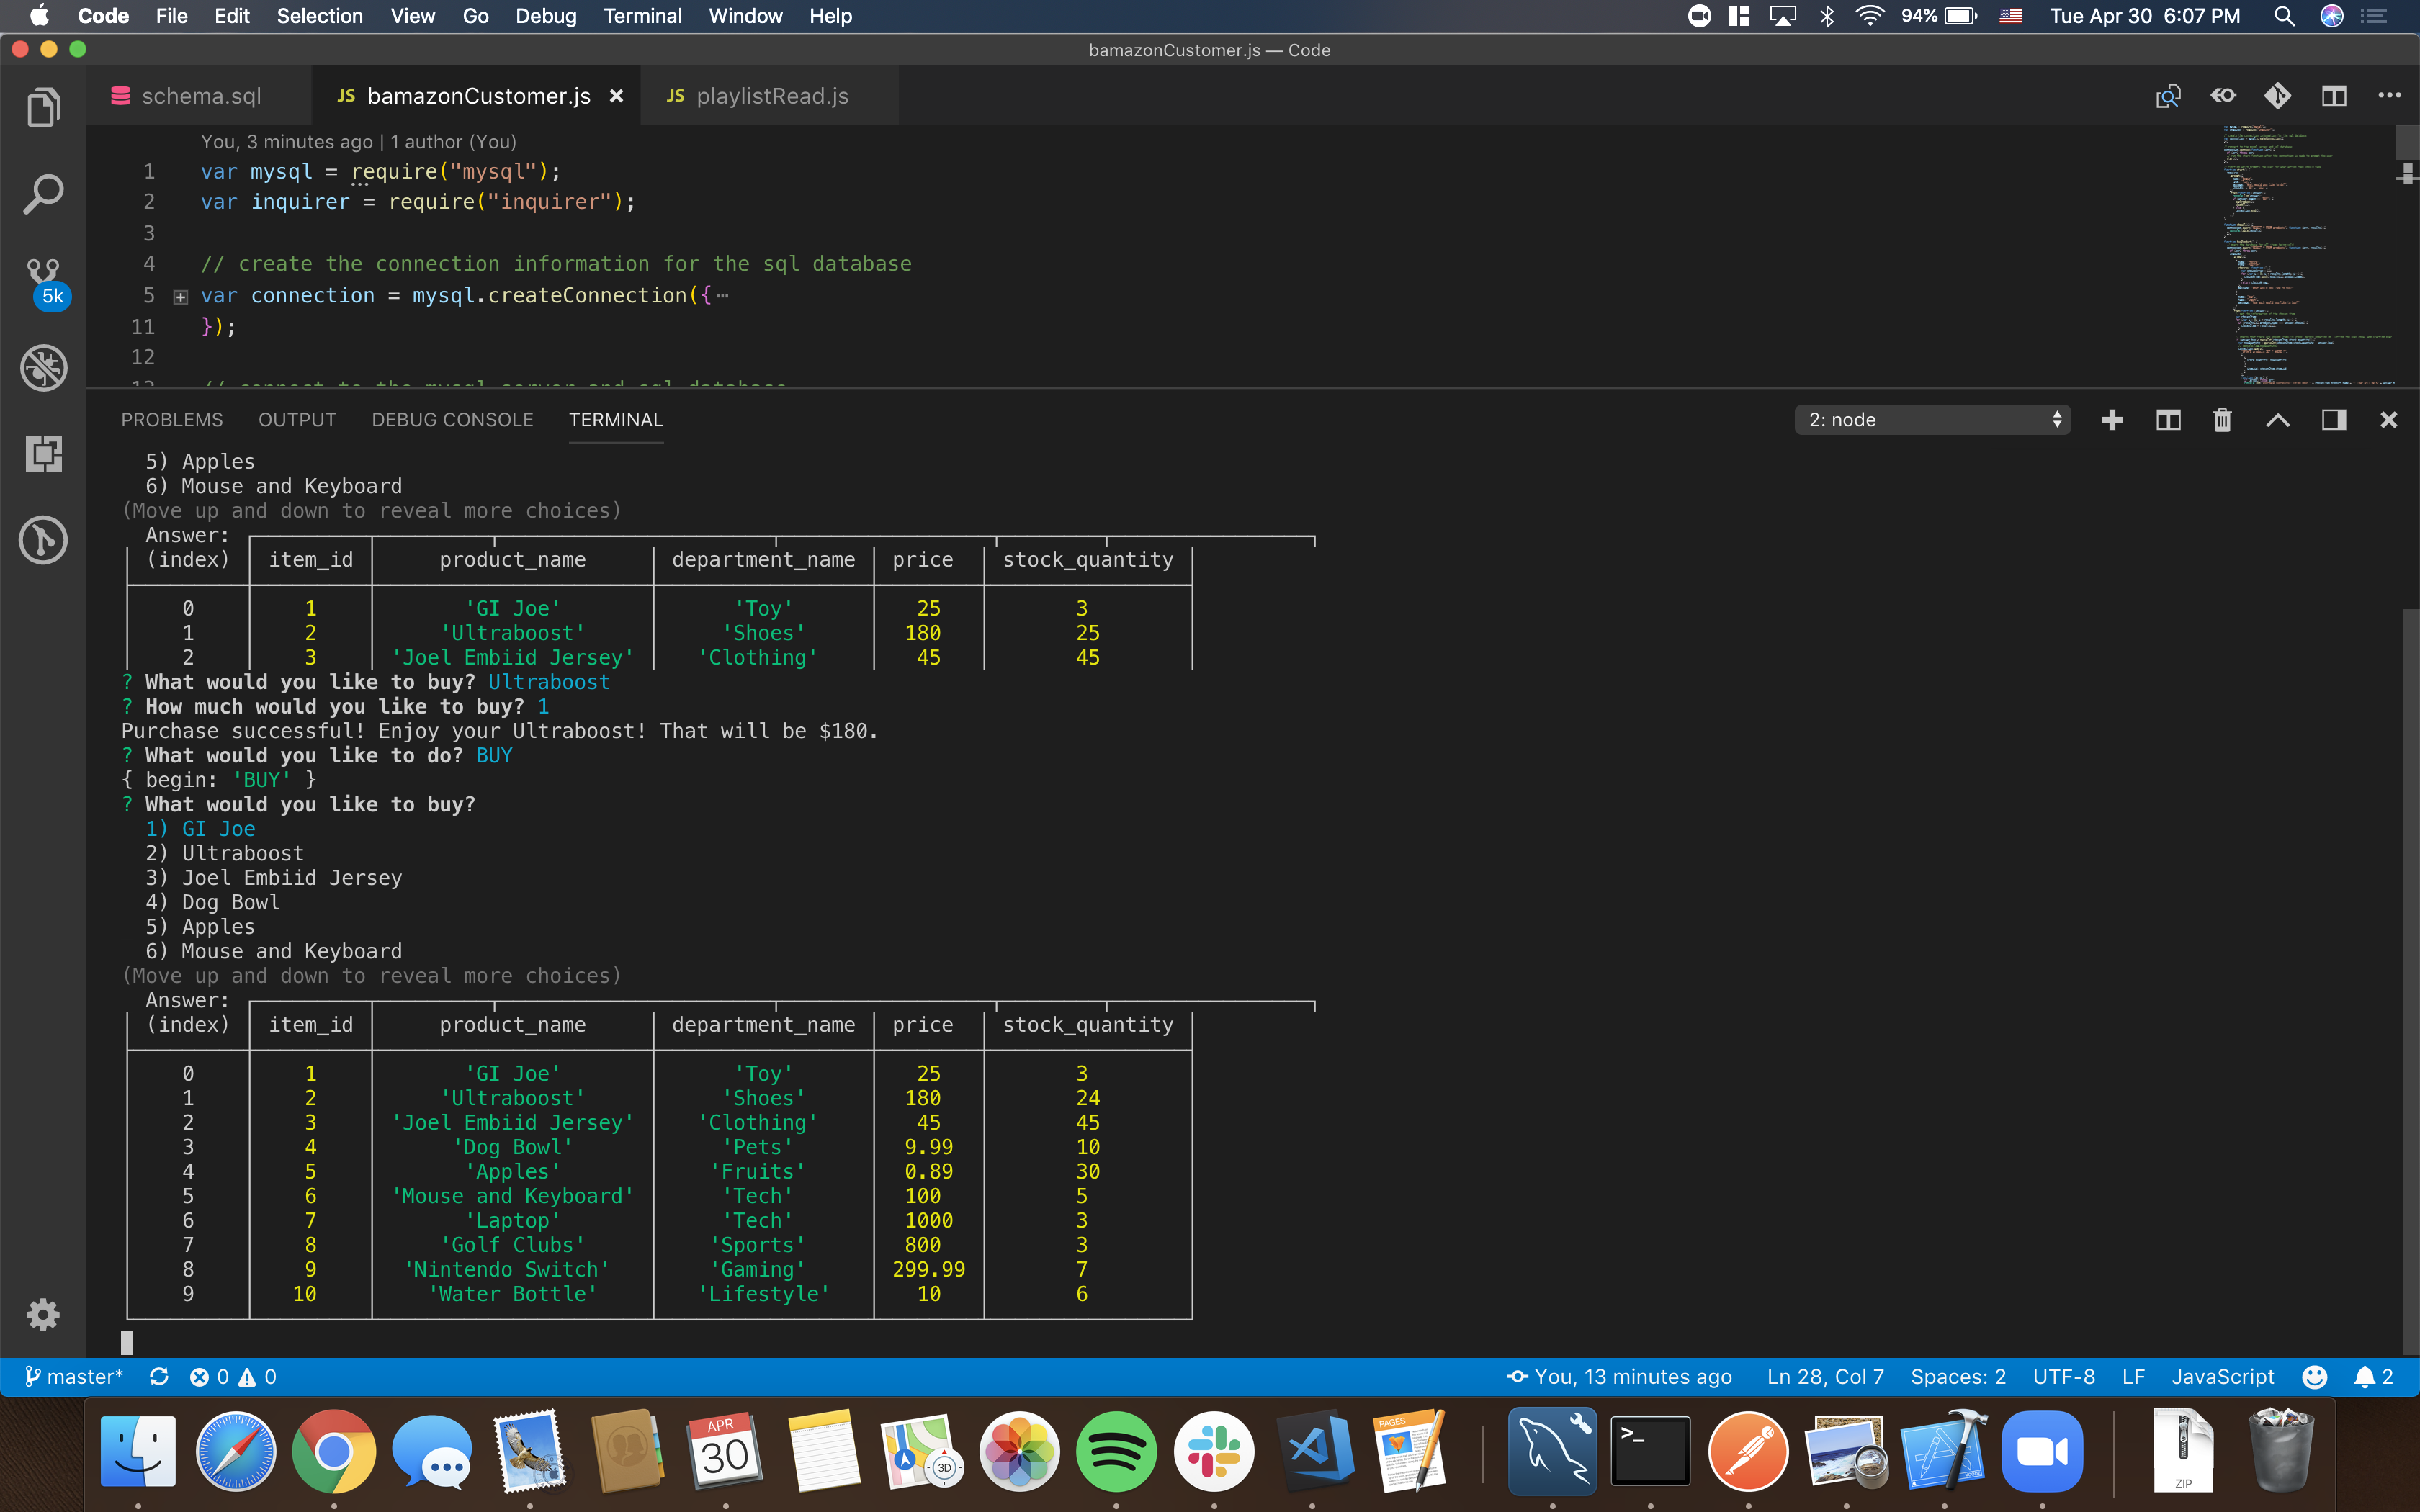 Code File Edit Selection View Go Debug Terminal Window Help 94% Tue Apr 30 6:07 PM
bamazonCustomer.js — Code
schema.sql JS bamazonCustomer.js JS playlistRead.js
You, 3 minutes ago | 1 author (You)
1 var mysql = require("mysql");
2 var inquirer = require("inquirer");
3
4 // create the connection information for the sql database
5 var connection = mysql.createConnection({ …
11 });
12
13 // connect to the mysql server and sql database
5k
PROBLEMS OUTPUT DEBUG CONSOLE TERMINAL 2: node
5) Apples
6) Mouse and Keyboard
(Move up and down to reveal more choices)
Answer:
(index) item_id product_name department_name price stock_quantity
0 1 'GI Joe' 'Toy' 25 3
1 2 'Ultraboost' 'Shoes' 180 25
2 3 'Joel Embiid Jersey' 'Clothing' 45 45
? What would you like to buy? Ultraboost
? How much would you like to buy? 1
Purchase successful! Enjoy your Ultraboost! That will be $180.
? What would you like to do? BUY
{ begin: 'BUY' }
? What would you like to buy?
1) GI Joe
2) Ultraboost
3) Joel Embiid Jersey
4) Dog Bowl
5) Apples
6) Mouse and Keyboard
(Move up and down to reveal more choices)
Answer:
(index) item_id product_name department_name price stock_quantity
0 1 'GI Joe' 'Toy' 25 3
1 2 'Ultraboost' 'Shoes' 180 24
2 3 'Joel Embiid Jersey' 'Clothing' 45 45
3 4 'Dog Bowl' 'Pets' 9.99 10
4 5 'Apples' 'Fruits' 0.89 30
5 6 'Mouse and Keyboard' 'Tech' 100 5
6 7 'Laptop' 'Tech' 1000 3
7 8 'Golf Clubs' 'Sports' 800 3
8 9 'Nintendo Switch' 'Gaming' 299.99 7
9 10 'Water Bottle' 'Lifestyle' 10 6
master* 0 0 You, 13 minutes ago Ln 28, Col 7 Spaces: 2 UTF-8 LF JavaScript 2
APR
30
3D
PAGES
>_
ZIP